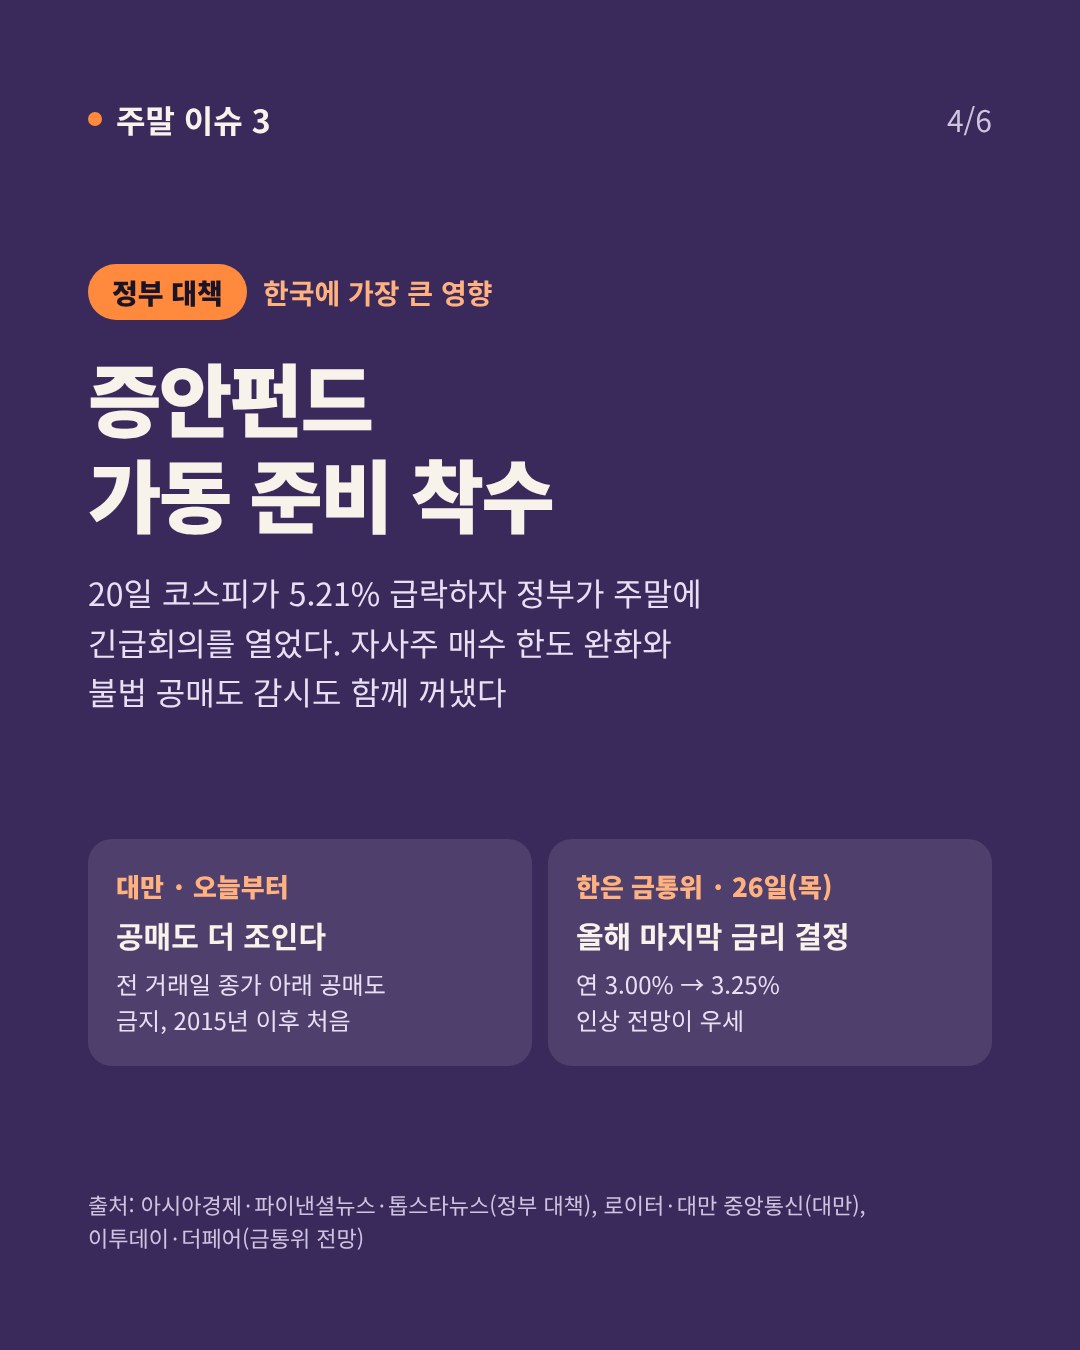 주말 이슈 3
4/6
정부 대책 한국에 가장 큰 영향
증안펀드
가동 준비 착수
20일 코스피가 5.21% 급락하자 정부가 주말에
긴급회의를 열었다. 자사주 매수 한도 완화와
불법 공매도 감시도 함께 꺼냈다
대만 · 오늘부터
공매도 더 조인다
전 거래일 종가 아래 공매도
금지, 2015년 이후 처음
한은 금통위 · 26일(목)
올해 마지막 금리 결정
연 3.00% → 3.25%
인상 전망이 우세
출처: 아시아경제·파이낸셜뉴스·톱스타뉴스(정부 대책), 로이터·대만 중앙통신(대만),
이투데이·더페어(금통위 전망)